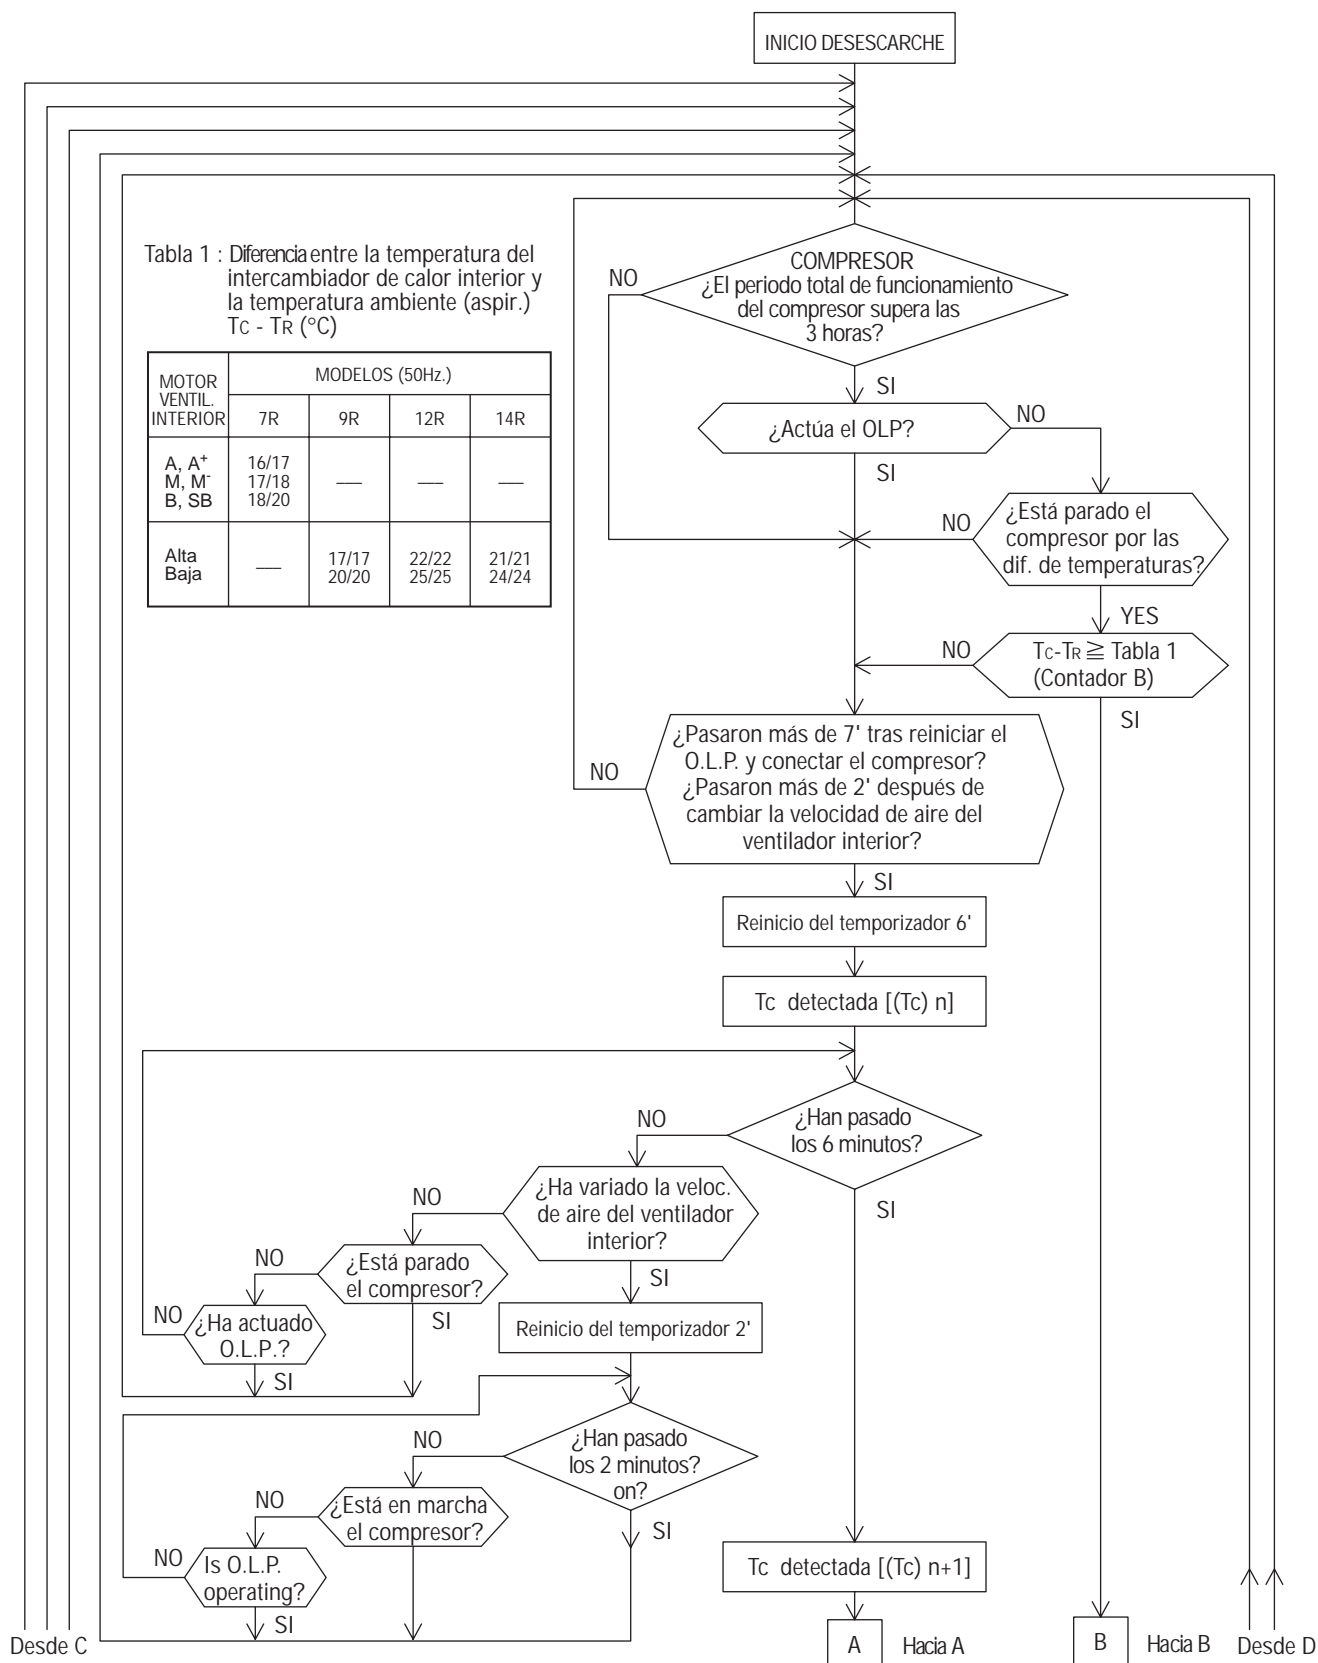 INICIO DESESCARCHE
Tabla 1 : Diferencia entre la temperatura del
intercambiador de calor interior y
la temperatura ambiente (aspir.)
TC - TR (°C)
MOTOR
VENTIL.
INTERIOR
MODELOS (50Hz.)
7R
9R
12R
14R
A, A+
M, M-
B, SB
16/17
17/18
18/20
—
—
—
Alta
Baja
—
17/17
20/20
22/22
25/25
21/21
24/24
COMPRESOR
¿El periodo total de funcionamiento
del compresor supera las
3 horas?
NO
SI
¿Actúa el OLP?
NO
SI
¿Está parado el
compresor por las
dif. de temperaturas?
NO
YES
TC-TR ≧ Tabla 1
(Contador B)
NO
SI
¿Pasaron más de 7' tras reiniciar el
O.L.P. y conectar el compresor?
¿Pasaron más de 2' después de
cambiar la velocidad de aire del
ventilador interior?
NO
SI
Reinicio del temporizador 6'
Tc detectada [(Tc) n]
¿Han pasado
los 6 minutos?
NO
SI
¿Ha variado la veloc.
de aire del ventilador
interior?
NO
SI
¿Está parado
el compresor?
NO
SI
¿Ha actuado
O.L.P.?
NO
SI
Reinicio del temporizador 2'
¿Han pasado
los 2 minutos?
on?
NO
SI
¿Está en marcha
el compresor?
NO
Is O.L.P.
operating?
NO
SI
Tc detectada [(Tc) n+1]
Desde C
A
Hacia A
B
Hacia B
Desde D